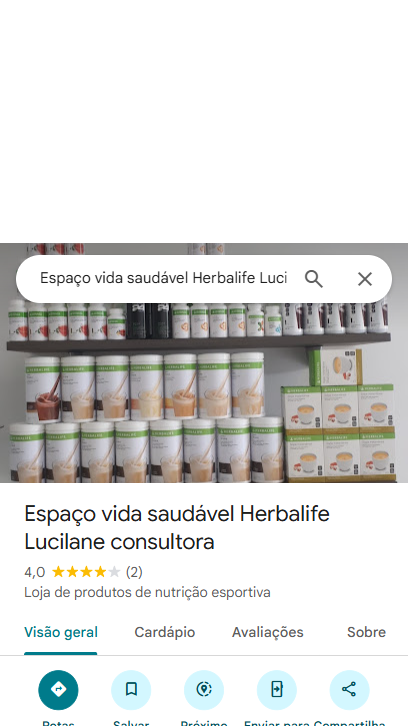 Espaço vida saudável Herbalife Luci
Espaço vida saudável Herbalife
Lucilane consultora
4,0 (2)
Loja de produtos de nutrição esportiva
Visão geral Cardápio Avaliações Sobre
Rotas Salvar Próximo Enviar para Compartilha